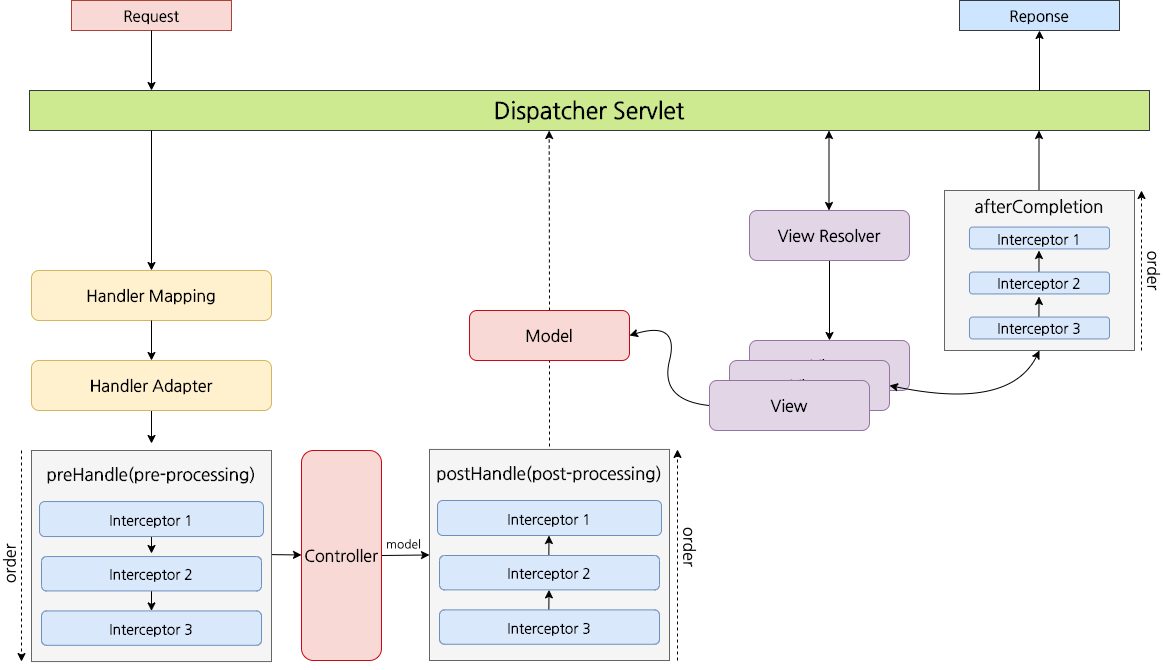 Request
Reponse
Dispatcher Servlet
Handler Mapping
Handler Adapter
preHandle(pre-processing)
Interceptor 1
Interceptor 2
Interceptor 3
order
Controller
model
postHandle(post-processing)
Interceptor 1
Interceptor 2
Interceptor 3
order
Model
View Resolver
View
afterCompletion
Interceptor 1
Interceptor 2
Interceptor 3
order